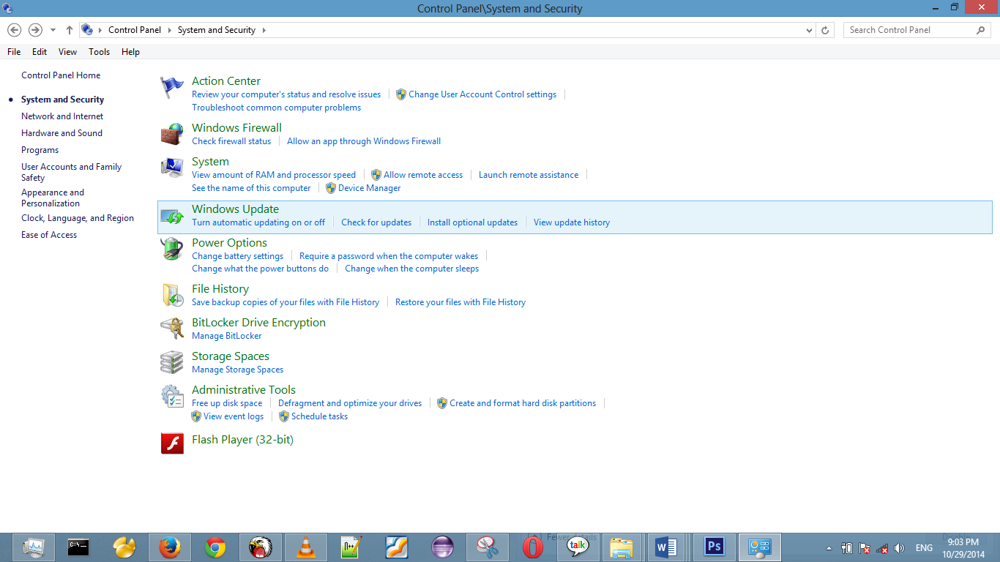 Control Panel\System and Security
Control Panel System and Security
Search Control Panel
File Edit View Tools Help
Control Panel Home
System and Security
Network and Internet
Hardware and Sound
Programs
User Accounts and Family
Safety
Appearance and
Personalization
Clock, Language, and Region
Ease of Access
Action Center
Review your computer's status and resolve issues Change User Account Control settings
Troubleshoot common computer problems
Windows Firewall
Check firewall status Allow an app through Windows Firewall
System
View amount of RAM and processor speed Allow remote access Launch remote assistance
See the name of this computer Device Manager
Windows Update
Turn automatic updating on or off Check for updates Install optional updates View update history
Power Options
Change battery settings Require a password when the computer wakes
Change what the power buttons do Change when the computer sleeps
File History
Save backup copies of your files with File History Restore your files with File History
BitLocker Drive Encryption
Manage BitLocker
Storage Spaces
Manage Storage Spaces
Administrative Tools
Free up disk space Defragment and optimize your drives Create and format hard disk partitions
View event logs Schedule tasks
Flash Player (32-bit)
Fewer details
talk
Ps
ENG
9:03 PM
10/29/2014